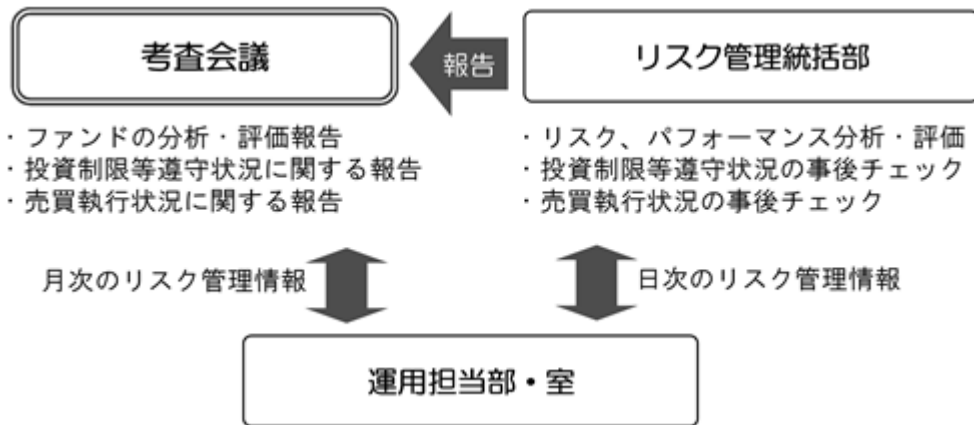 考査会議
報告
リスク管理統括部
・ファンドの分析・評価報告
・投資制限等遵守状況に関する報告
・売買執行状況に関する報告
・リスク、パフォーマンス分析・評価
・投資制限等遵守状況の事後チェック
・売買執行状況の事後チェック
月次のリスク管理情報
日次のリスク管理情報
運用担当部・室